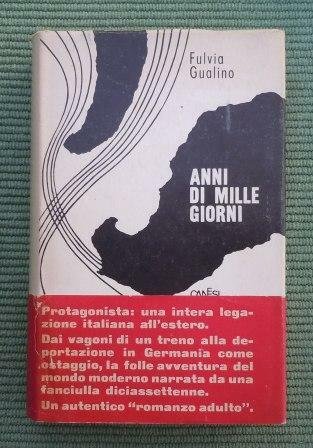 Fulvia
Gualino
ANNI
DI MILLE
GIORNI
Protagonista: una intera lega-
zione italiana all'estero.
Dai vagoni di un treno alla de-
portazione in Germania come
ostaggio, la folle avventura del
mondo moderno narrata da una
fanciulla diciassettenne.
Un autentico "romanzo adulto".